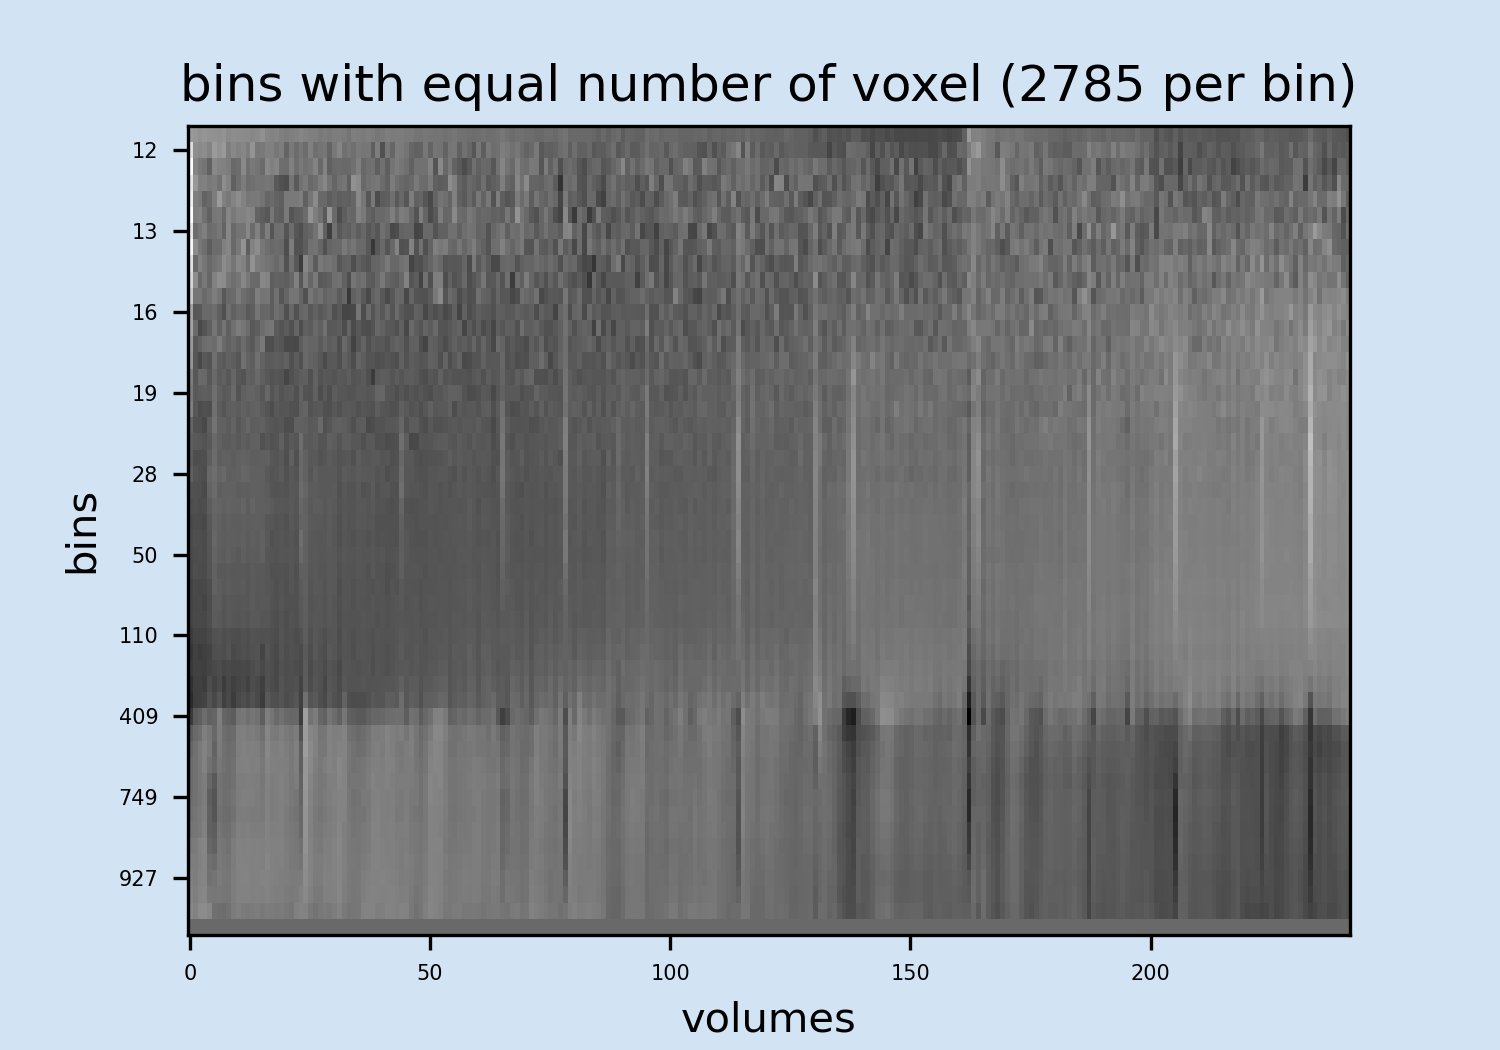 bins with equal number of voxel (2785 per bin)
12
13
16
19
28
50
110
409
749
927
bins
0 50 100 150 200
volumes